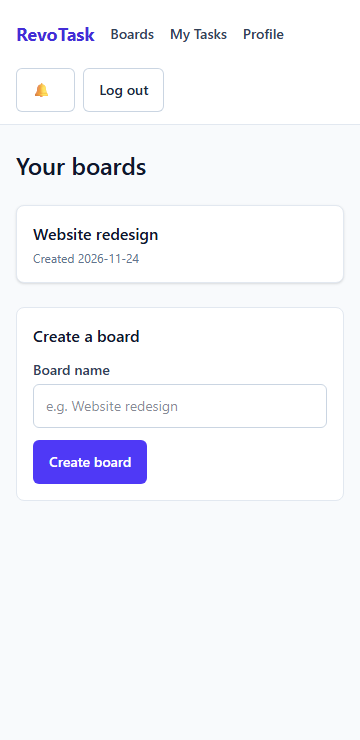 RevoTask Boards My Tasks Profile
Log out
Your boards
Website redesign
Created 2026-11-24
Create a board
Board name
e.g. Website redesign
Create board